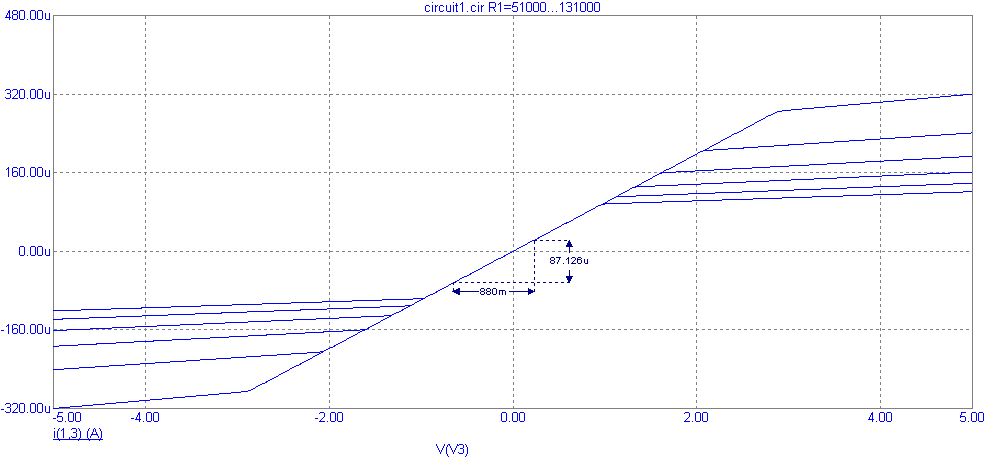 circuit1.cir R1=51000...131000
480.00u
320.00u
160.00u
0.00u
87.126u
880m
-160.00u
-320.00u
-5.00 -4.00 -2.00 0.00 2.00 4.00 5.00
i(1,3) (A)
V(V3)